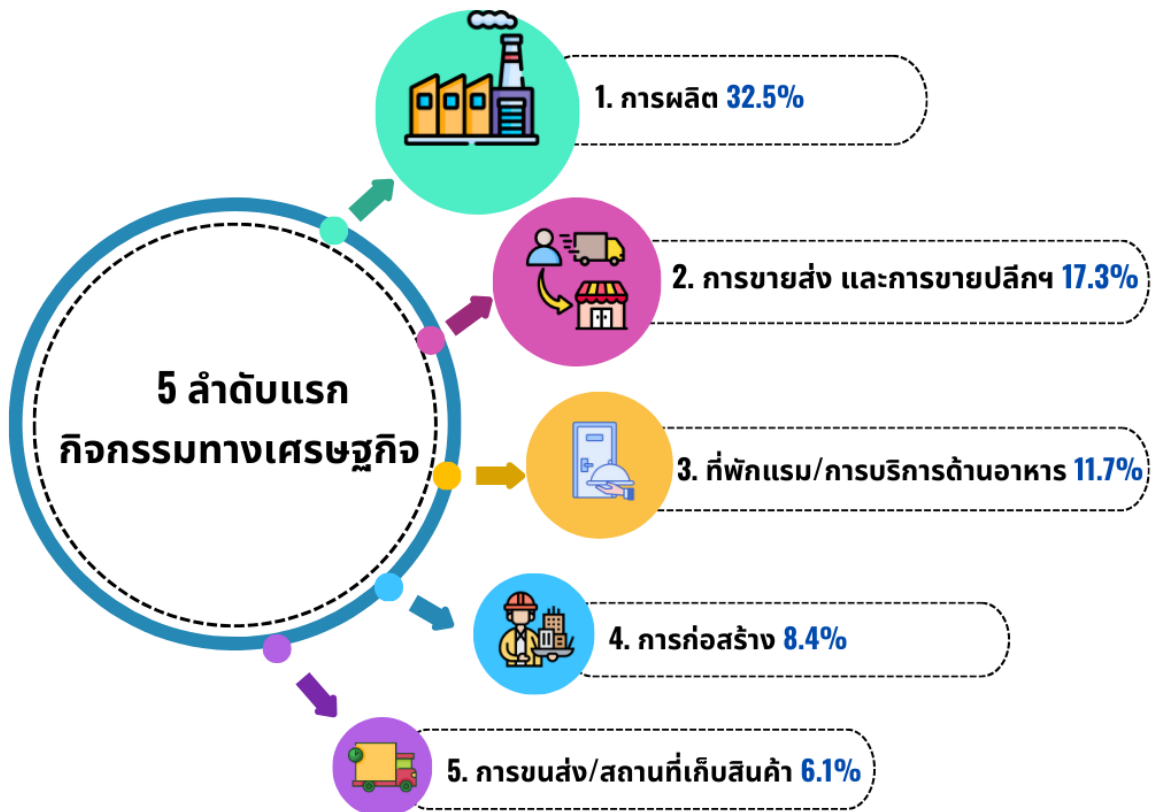 5 ลำดับแรก
กิจกรรมทางเศรษฐกิจ
1. การผลิต 32.5%
2. การขายส่ง และการขายปลีกฯ 17.3%
3. ที่พักแรม/การบริการด้านอาหาร 11.7%
4. การก่อสร้าง 8.4%
5. การขนส่ง/สถานที่เก็บสินค้า 6.1%